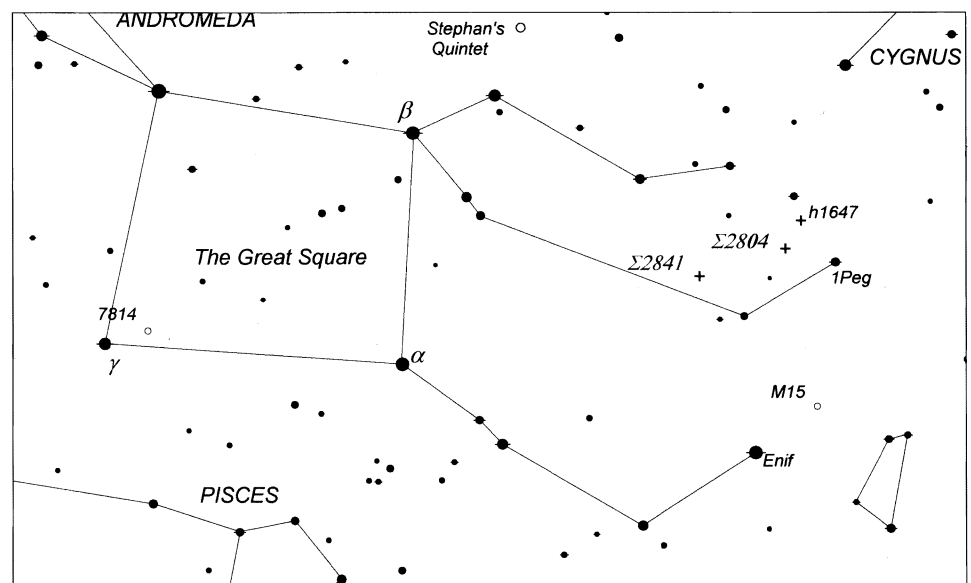 ANDROMEDA
Stephan's
Quintet
CYGNUS
β
h1647
Σ2804
The Great Square
Σ2841
1Peg
7814
γ
α
M15
Enif
PISCES